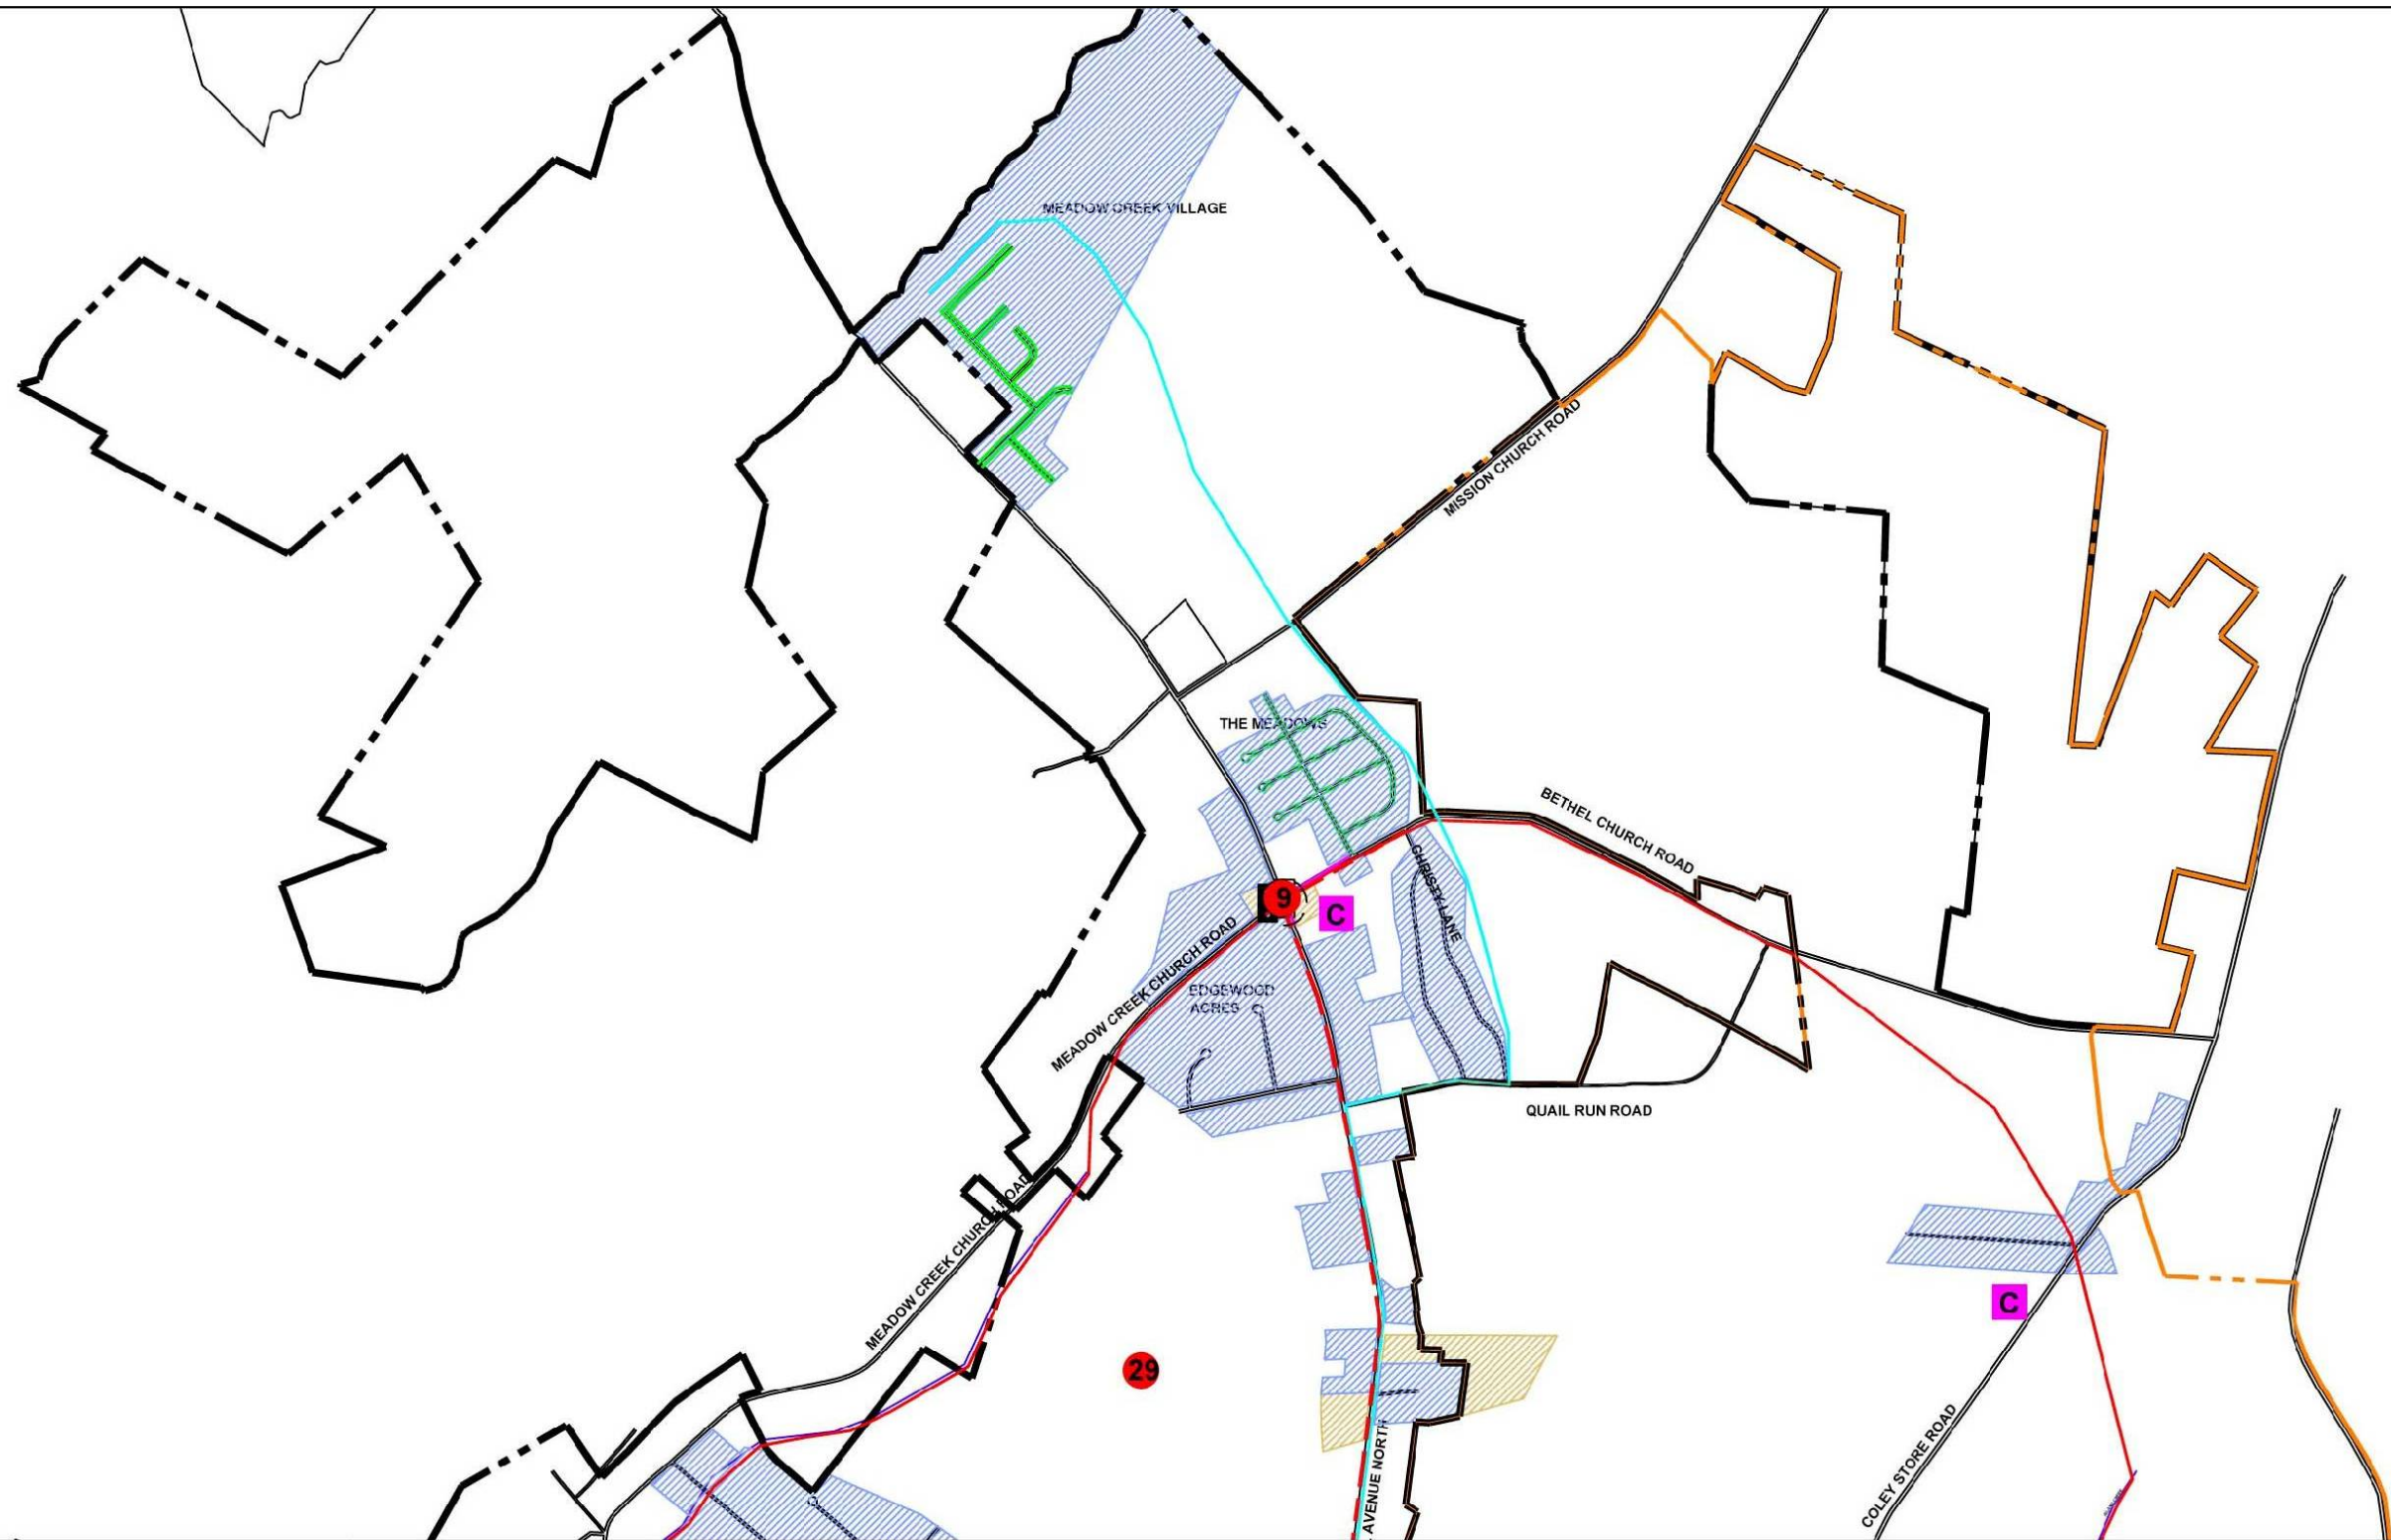 MEADOW CREEK VILLAGE
MISSION CHURCH ROAD
THE MEADOWS
BETHEL CHURCH ROAD
CHRISTY LANE
9
C
MEADOW CREEK CHURCH ROAD
EDGEWOOD
ACRES
QUAIL RUN ROAD
MEADOW CREEK CHURCH ROAD
C
29
AVENUE NORTH
COLEY STORE ROAD